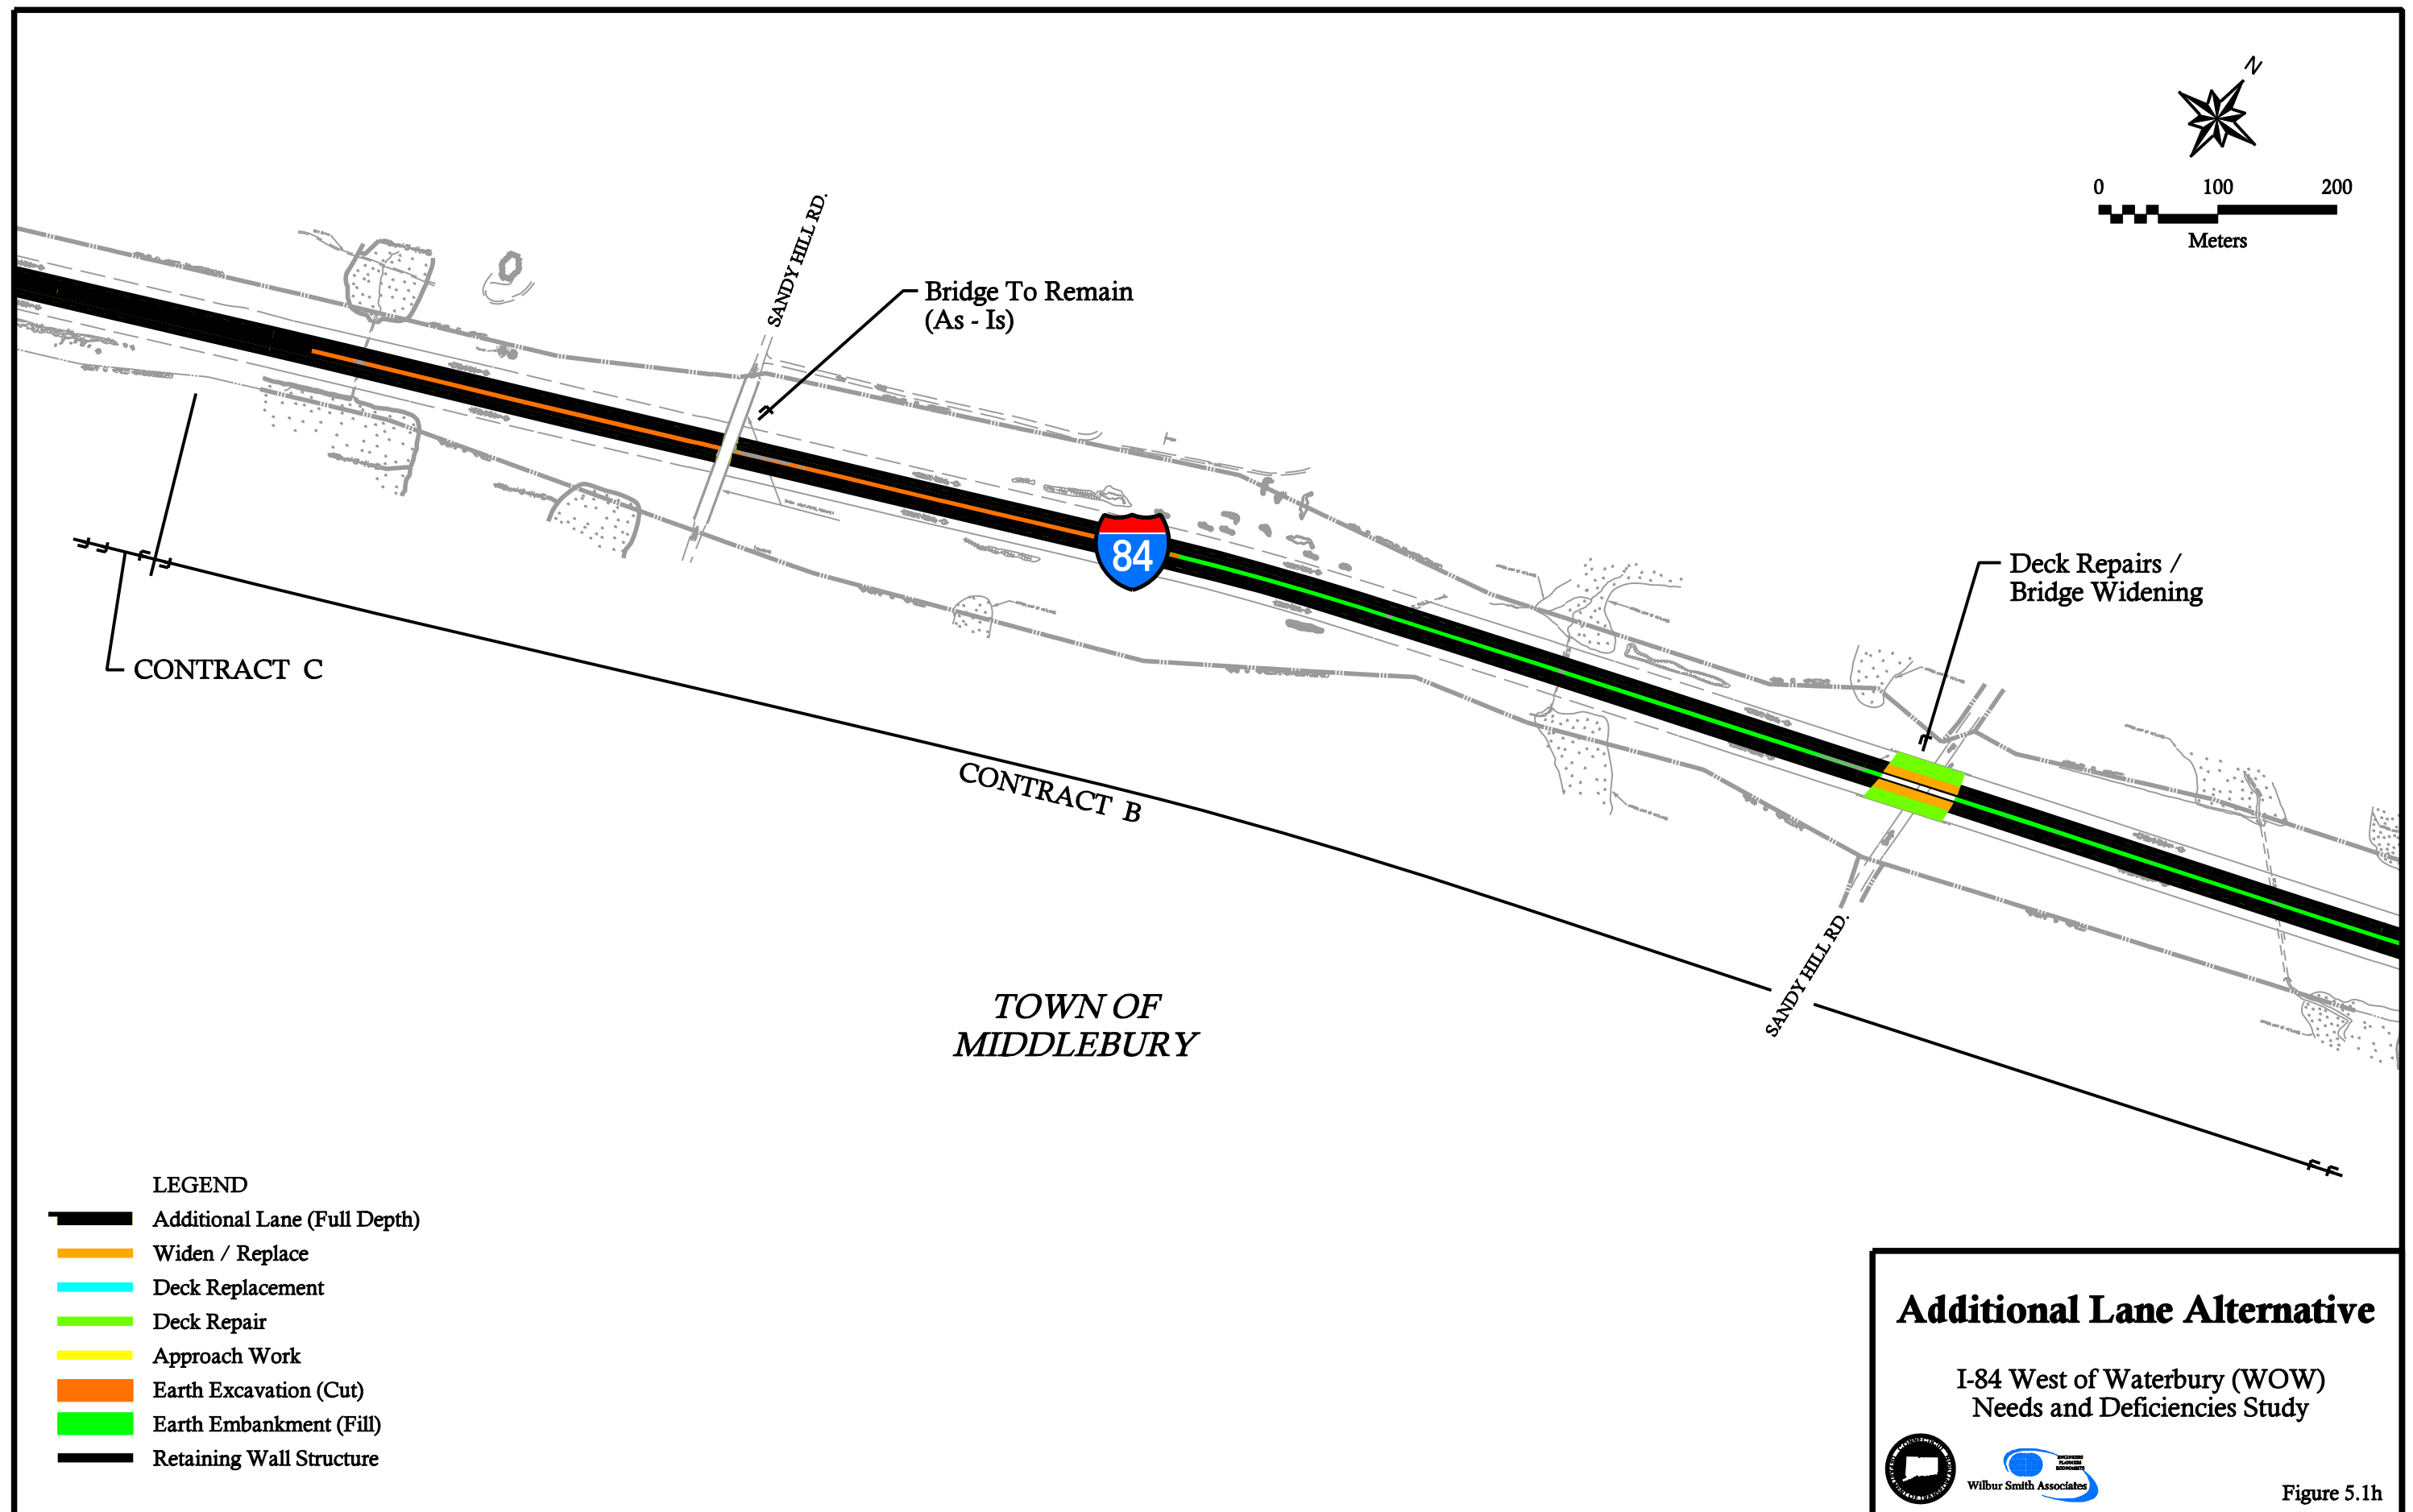 N
0 100 200
Meters
SANDY HILL RD.
Bridge To Remain
(As - Is)
84
Deck Repairs /
Bridge Widening
CONTRACT C
CONTRACT B
SANDY HILL RD.
TOWN OF
MIDDLEBURY
LEGEND
Additional Lane (Full Depth)
Widen / Replace
Deck Replacement
Deck Repair
Approach Work
Earth Excavation (Cut)
Earth Embankment (Fill)
Retaining Wall Structure
Additional Lane Alternative
I-84 West of Waterbury (WOW)
Needs and Deficiencies Study
ENGINEERS
PLANNERS
ECONOMISTS
Wilbur Smith Associates
Figure 5.1h